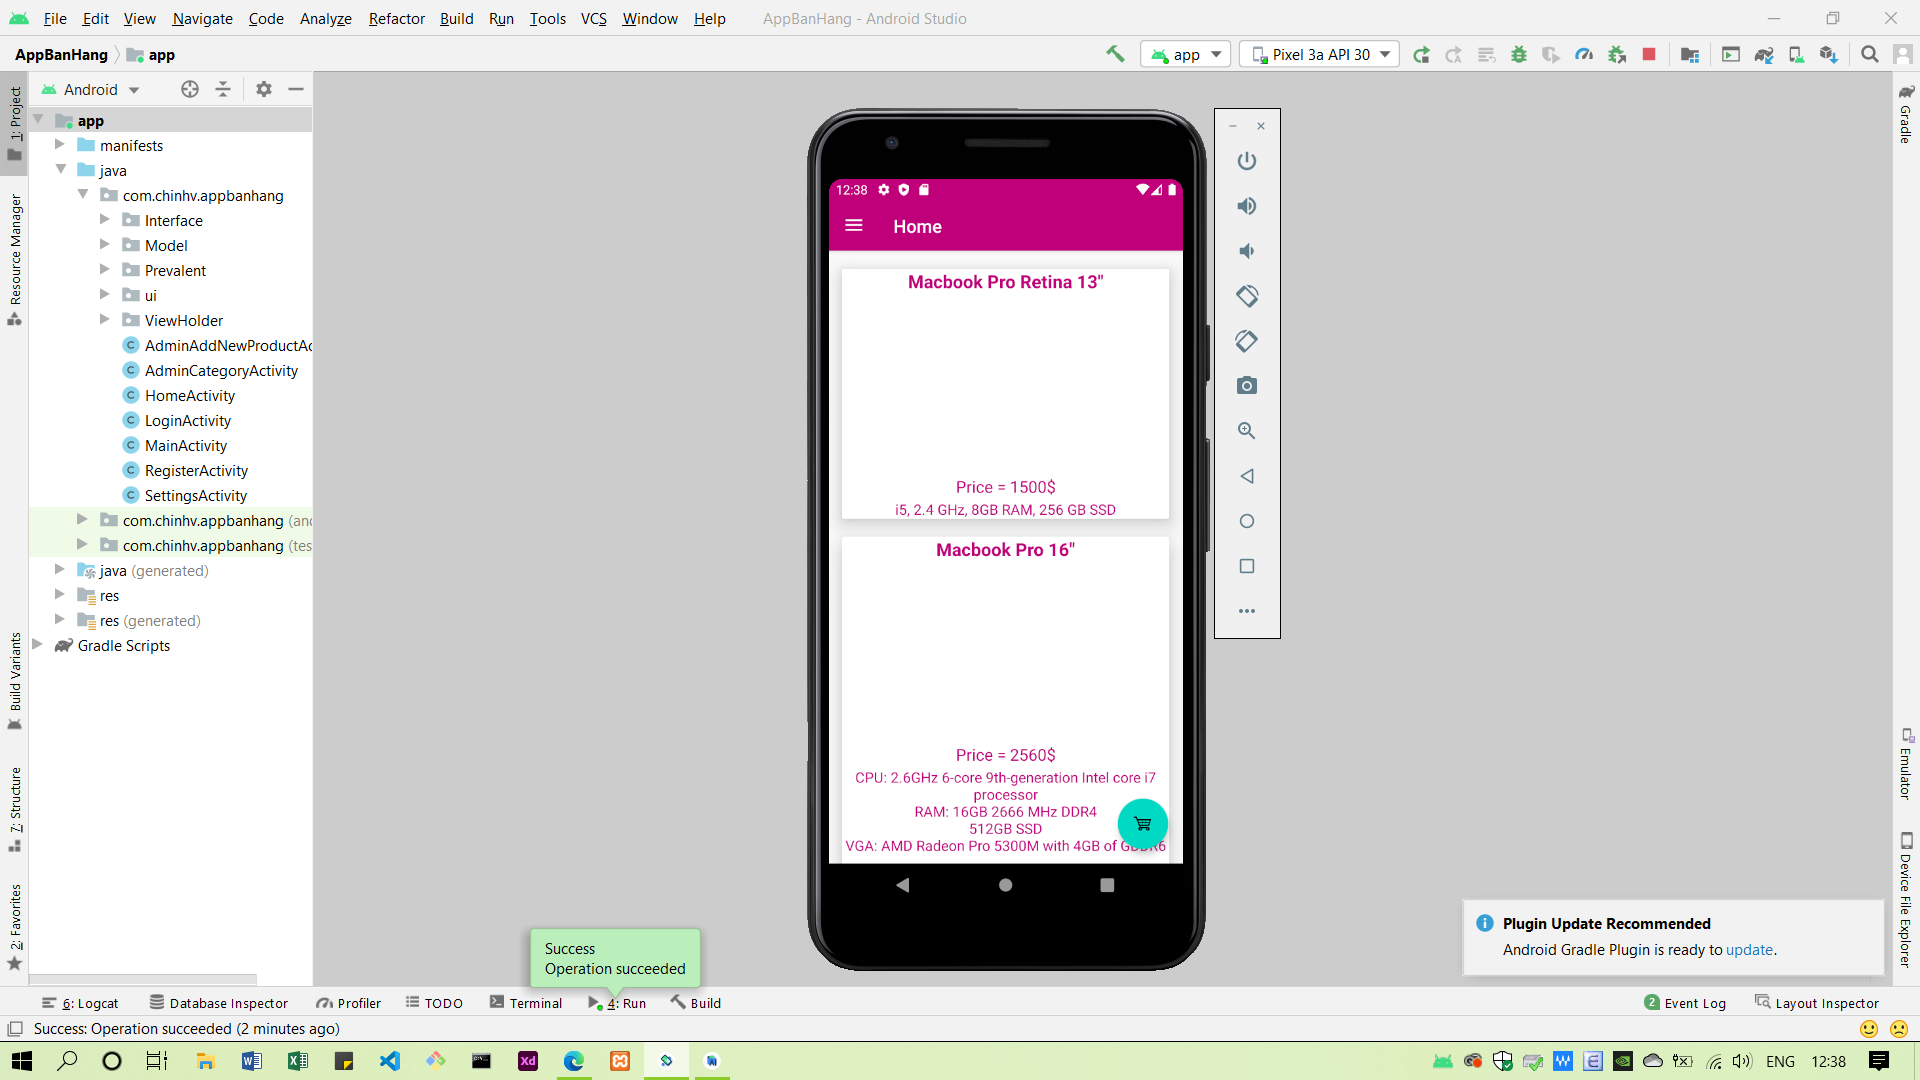 File Edit View Navigate Code Analyze Refactor Build Run Tools VCS Window Help AppBanHang - Android Studio
AppBanHang app
app
Pixel 3a API 30
Android
1: Project
Resource Manager
Build Variants
7: Structure
2: Favorites
app
manifests
java
com.chinhv.appbanhang
Interface
Model
Prevalent
ui
ViewHolder
AdminAddNewProductAc
AdminCategoryActivity
HomeActivity
LoginActivity
MainActivity
RegisterActivity
SettingsActivity
com.chinhv.appbanhang (and
com.chinhv.appbanhang (tes
java (generated)
res
res (generated)
Gradle Scripts
12:38
Home
Macbook Pro Retina 13"
Price = 1500$
i5, 2.4 GHz, 8GB RAM, 256 GB SSD
Macbook Pro 16"
Price = 2560$
CPU: 2.6GHz 6-core 9th-generation Intel core i7
processor
RAM: 16GB 2666 MHz DDR4
512GB SSD
VGA: AMD Radeon Pro 5300M with 4GB of GDDR6
Gradle
Emulator
Device File Explorer
Plugin Update Recommended
Android Gradle Plugin is ready to update.
Success
Operation succeeded
6: Logcat Database Inspector Profiler TODO Terminal 4: Run Build
2 Event Log Layout Inspector
Success: Operation succeeded (2 minutes ago)
Xd
ENG 12:38